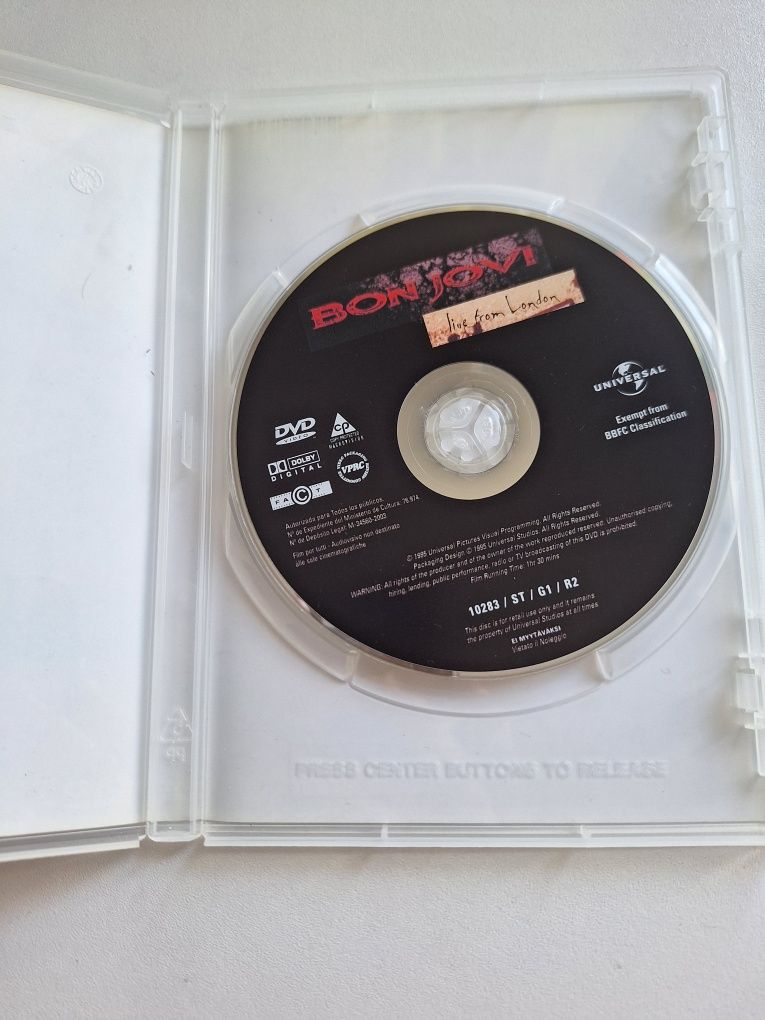 BON JOVI
live from London
UNIVERSAL
Exempt from
BBFC Classification
DVD
VIDEO
CP
COPY PROTECTED
MACROVISION
DOLBY
DIGITAL
VPRC
FACT
Autorizada para Todos los públicos.
Nº de Expediente del Ministerio de Cultura: 76.974
Nº de Depósito Legal: M. 34560-2003
Film per tutti - Audiovisivo non destinato
alle sale cinematografiche
© 1995 Universal Pictures Visual Programming. All Rights Reserved.
Packaging Design © 1995 Universal Studios. All Rights Reserved.
WARNING: All rights of the producer and of the owner of the work reproduced reserved. Unauthorised copying,
hiring, lending, public performance, radio or TV broadcasting of this DVD is prohibited.
Film Running Time: 1hr 30 mins
10283 / ST / G1 / R2
This disc is for retail use only and it remains
the property of Universal Studios at all times
EI MYYTÄVÄKSI
Vietato il Noleggio
PRESS CENTER BUTTONS TO RELEASE